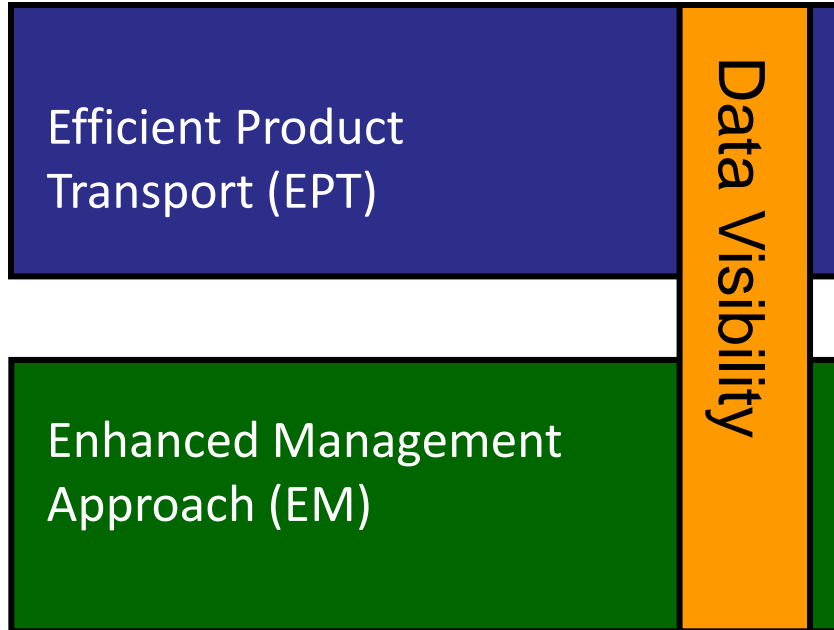 Efficient Product
Transport (EPT)
Data Visibility
Enhanced Management
Approach (EM)